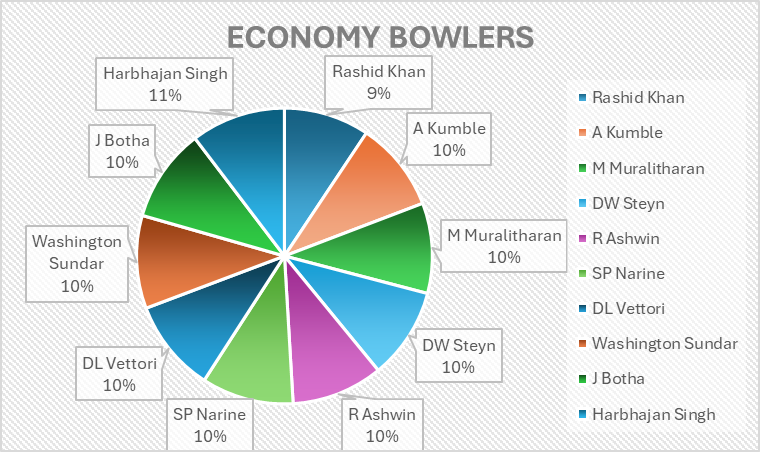 ECONOMY BOWLERS
Harbhajan Singh
11%
Rashid Khan
9%
A Kumble
10%
J Botha
10%
M Muralitharan
10%
Washington
Sundar
10%
DW Steyn
10%
DL Vettori
10%
SP Narine
10%
R Ashwin
10%
Rashid Khan
A Kumble
M Muralitharan
DW Steyn
R Ashwin
SP Narine
DL Vettori
Washington Sundar
J Botha
Harbhajan Singh